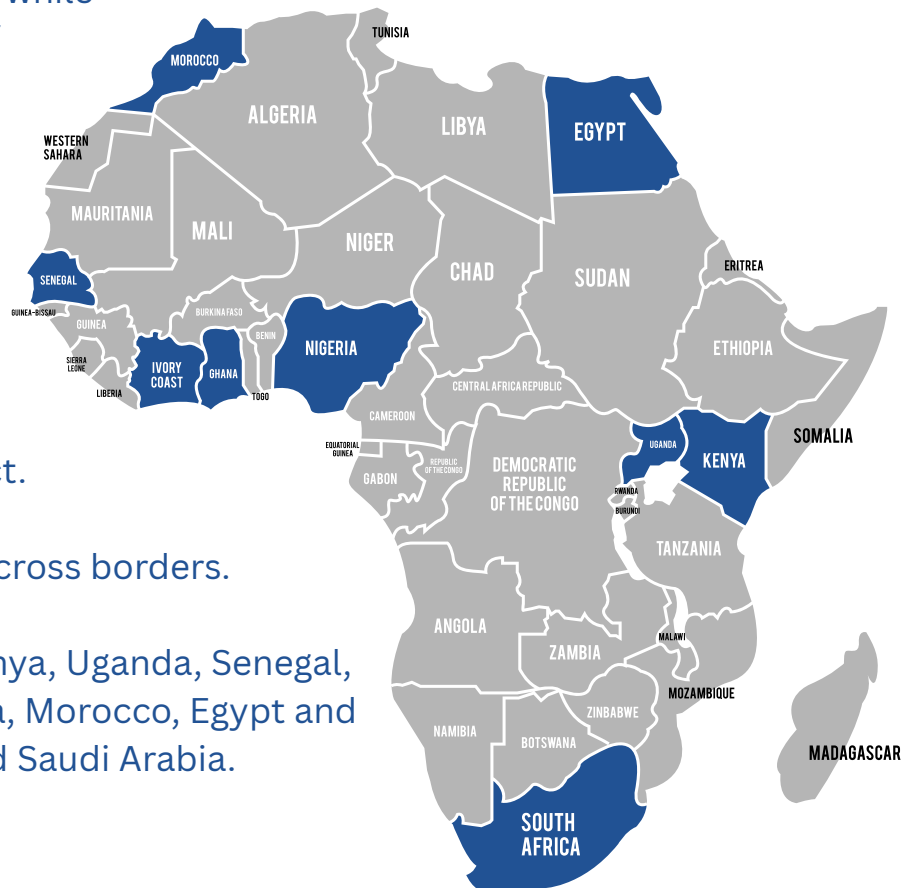 while
TUNISIA
MOROCCO
ALGERIA
LIBYA
EGYPT
WESTERN
SAHARA
MAURITANIA
MALI
NIGER
CHAD
SUDAN
ERITREA
SENEGAL
GUINEA-BISSAU
GUINEA
BURKINA FASO
BENIN
NIGERIA
ETHIOPIA
SIERRA
LEONE
IVORY
COAST
GHANA
LIBERIA
TOGO
CENTRAL AFRICA REPUBLIC
CAMEROON
SOMALIA
EQUATORIAL
GUINEA
UGANDA
KENYA
GABON
REPUBLIC
OF THE CONGO
DEMOCRATIC
REPUBLIC
OF THE CONGO
ct.
RWANDA
BURUNDI
TANZANIA
cross borders.
ANGOLA
MALAWI
ZAMBIA
nya, Uganda, Senegal,
MOZAMBIQUE
a, Morocco, Egypt and
ZIMBABWE
NAMIBIA
BOTSWANA
MADAGASCAR
d Saudi Arabia.
SOUTH
AFRICA